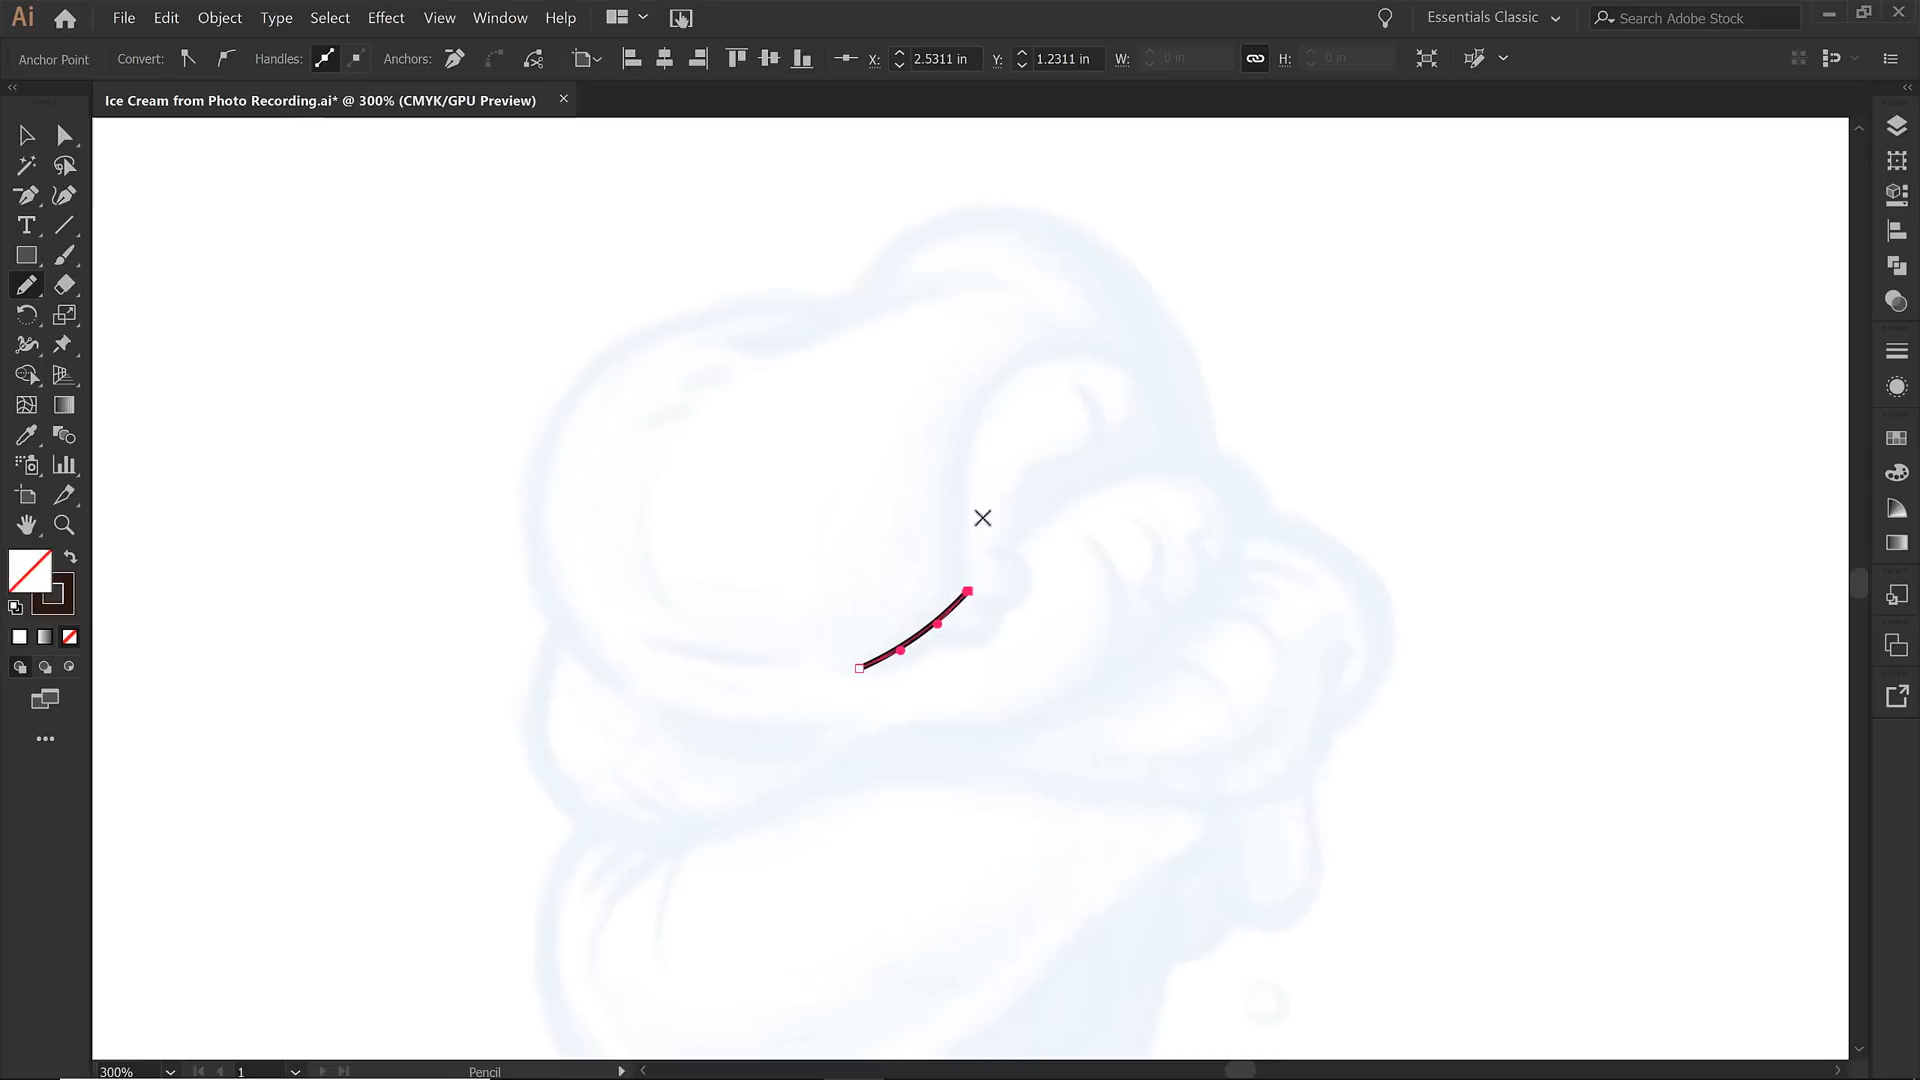 Ai File Edit Object Type Select Effect View Window Help Essentials Classic Search Adobe Stock
Anchor Point Convert: Handles: Anchors: X: 2.5311 in Y: 1.2311 in W: 0 in H: 0 in
Ice Cream from Photo Recording.ai* @ 300% (CMYK/GPU Preview)
300% 1 Pencil